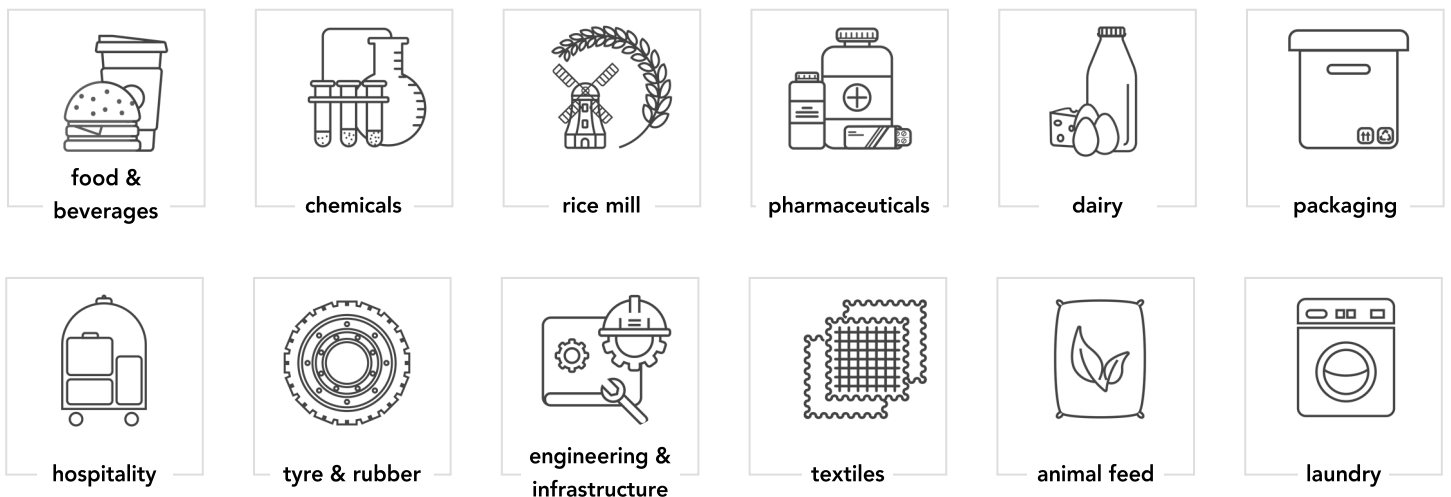 food &
beverages
chemicals
rice mill
pharmaceuticals
dairy
packaging
hospitality
tyre & rubber
engineering &
infrastructure
textiles
animal feed
laundry